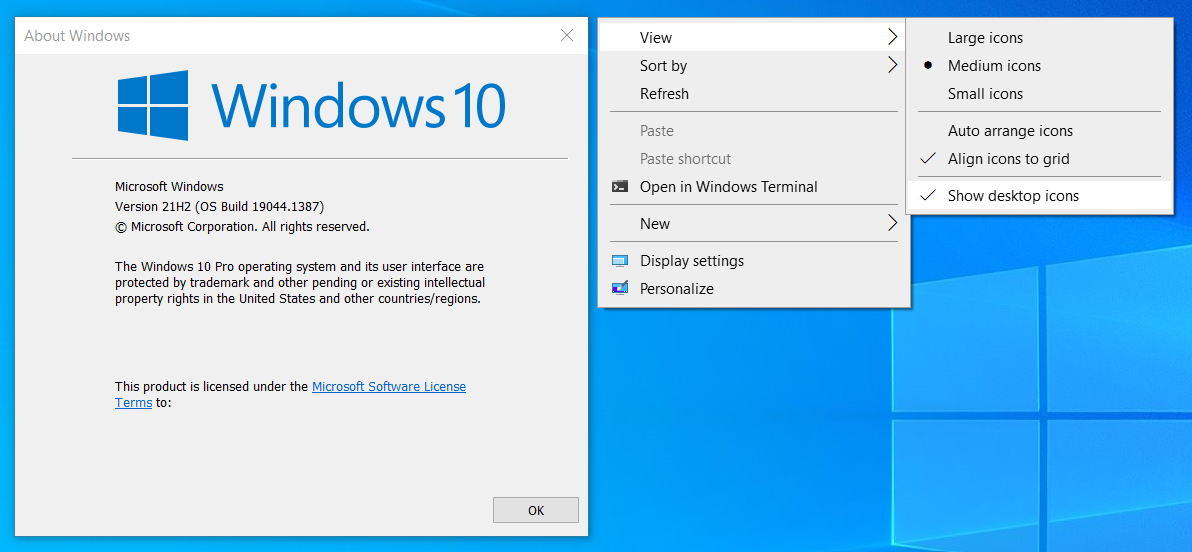 About Windows
Windows 10
Microsoft Windows
Version 21H2 (OS Build 19044.1387)
© Microsoft Corporation. All rights reserved.
The Windows 10 Pro operating system and its user interface are
protected by trademark and other pending or existing intellectual
property rights in the United States and other countries/regions.
This product is licensed under the Microsoft Software License
Terms to:
OK
View
Sort by
Refresh
Paste
Paste shortcut
Open in Windows Terminal
New
Display settings
Personalize
Large icons
Medium icons
Small icons
Auto arrange icons
Align icons to grid
Show desktop icons